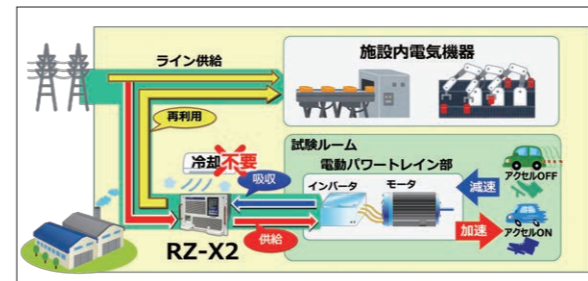 ライン供給
施設内電気機器
再利用
冷却不要
吸収
供給
RZ-X2
試験ルーム
電動パワートレイン部
インバータ
モータ
減速
アクセルOFF
加速
アクセルON